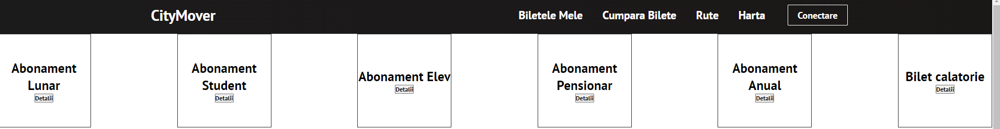 CityMover
Biletele Mele
Cumpara Bilete
Rute
Harta
Conectare
Abonament
Lunar
Detalii
Abonament
Student
Detalii
Abonament Elev
Detalii
Abonament
Pensionar
Detalii
Abonament
Anual
Detalii
Bilet calatorie
Detalii